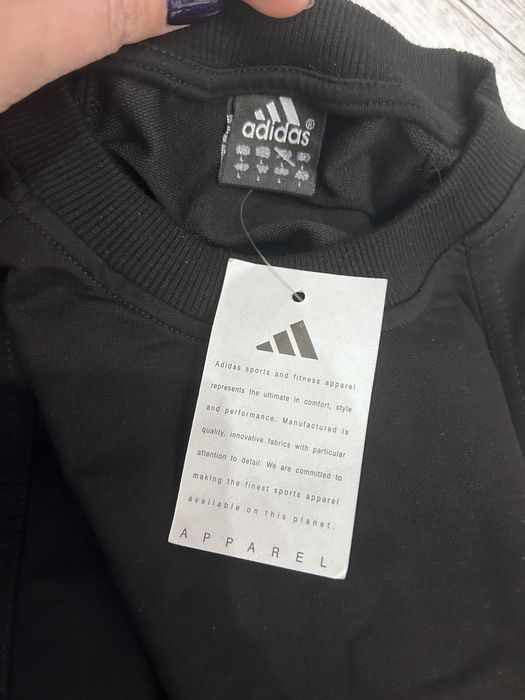 adidas®
Adidas sports and fitness apparel
represents the ultimate in comfort, style
and performance. Manufactured is
quality, innovative fabrics with particular
attention to detail. We are committed to
making the finest sports apparel
available on this planet.
APPAREL